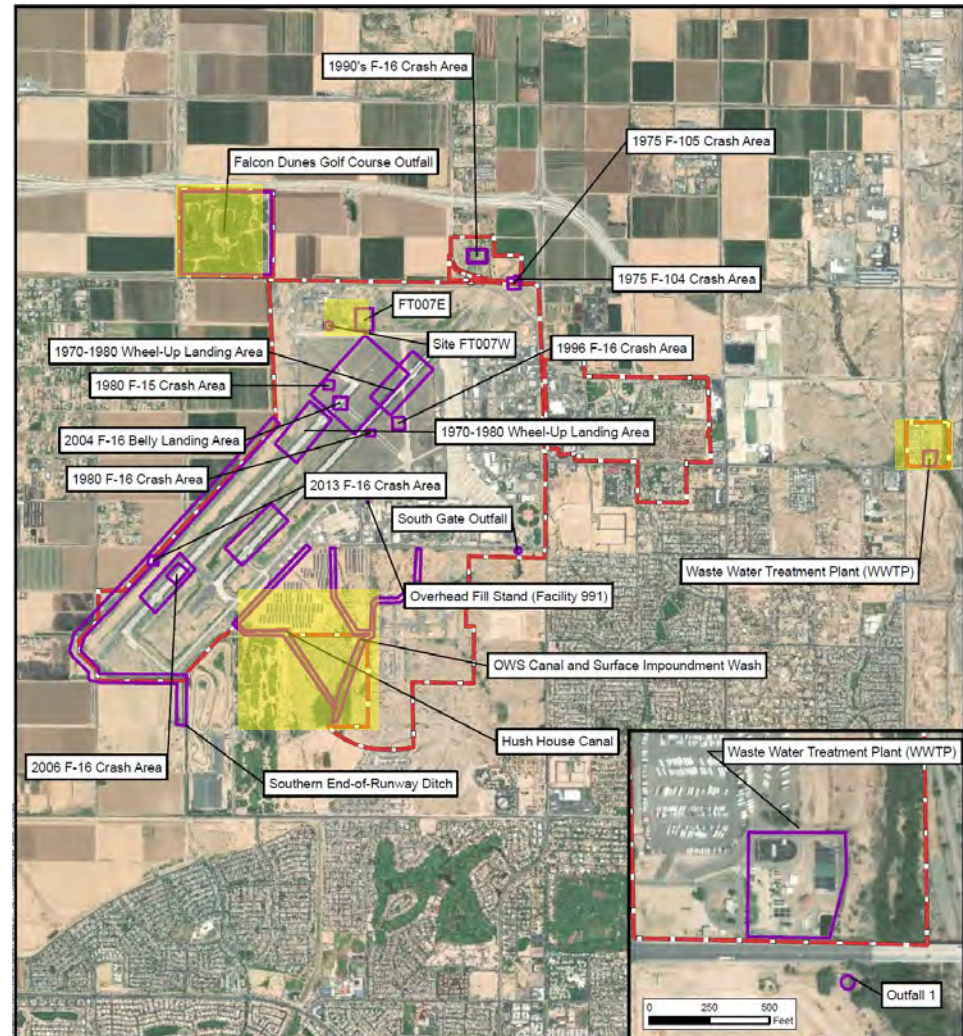 1990's F-16 Crash Area
1975 F-105 Crash Area
Falcon Dunes Golf Course Outfall
1975 F-104 Crash Area
FT007E
Site FT007W
1970-1980 Wheel-Up Landing Area
1996 F-16 Crash Area
1980 F-15 Crash Area
2004 F-16 Belly Landing Area
1970-1980 Wheel-Up Landing Area
1980 F-16 Crash Area
2013 F-16 Crash Area
South Gate Outfall
Waste Water Treatment Plant (WWTP)
Overhead Fill Stand (Facility 991)
OWS Canal and Surface Impoundment Wash
Hush House Canal
2006 F-16 Crash Area
Southern End-of-Runway Ditch
Waste Water Treatment Plant (WWTP)
Outfall 1
0 250 500
Feet